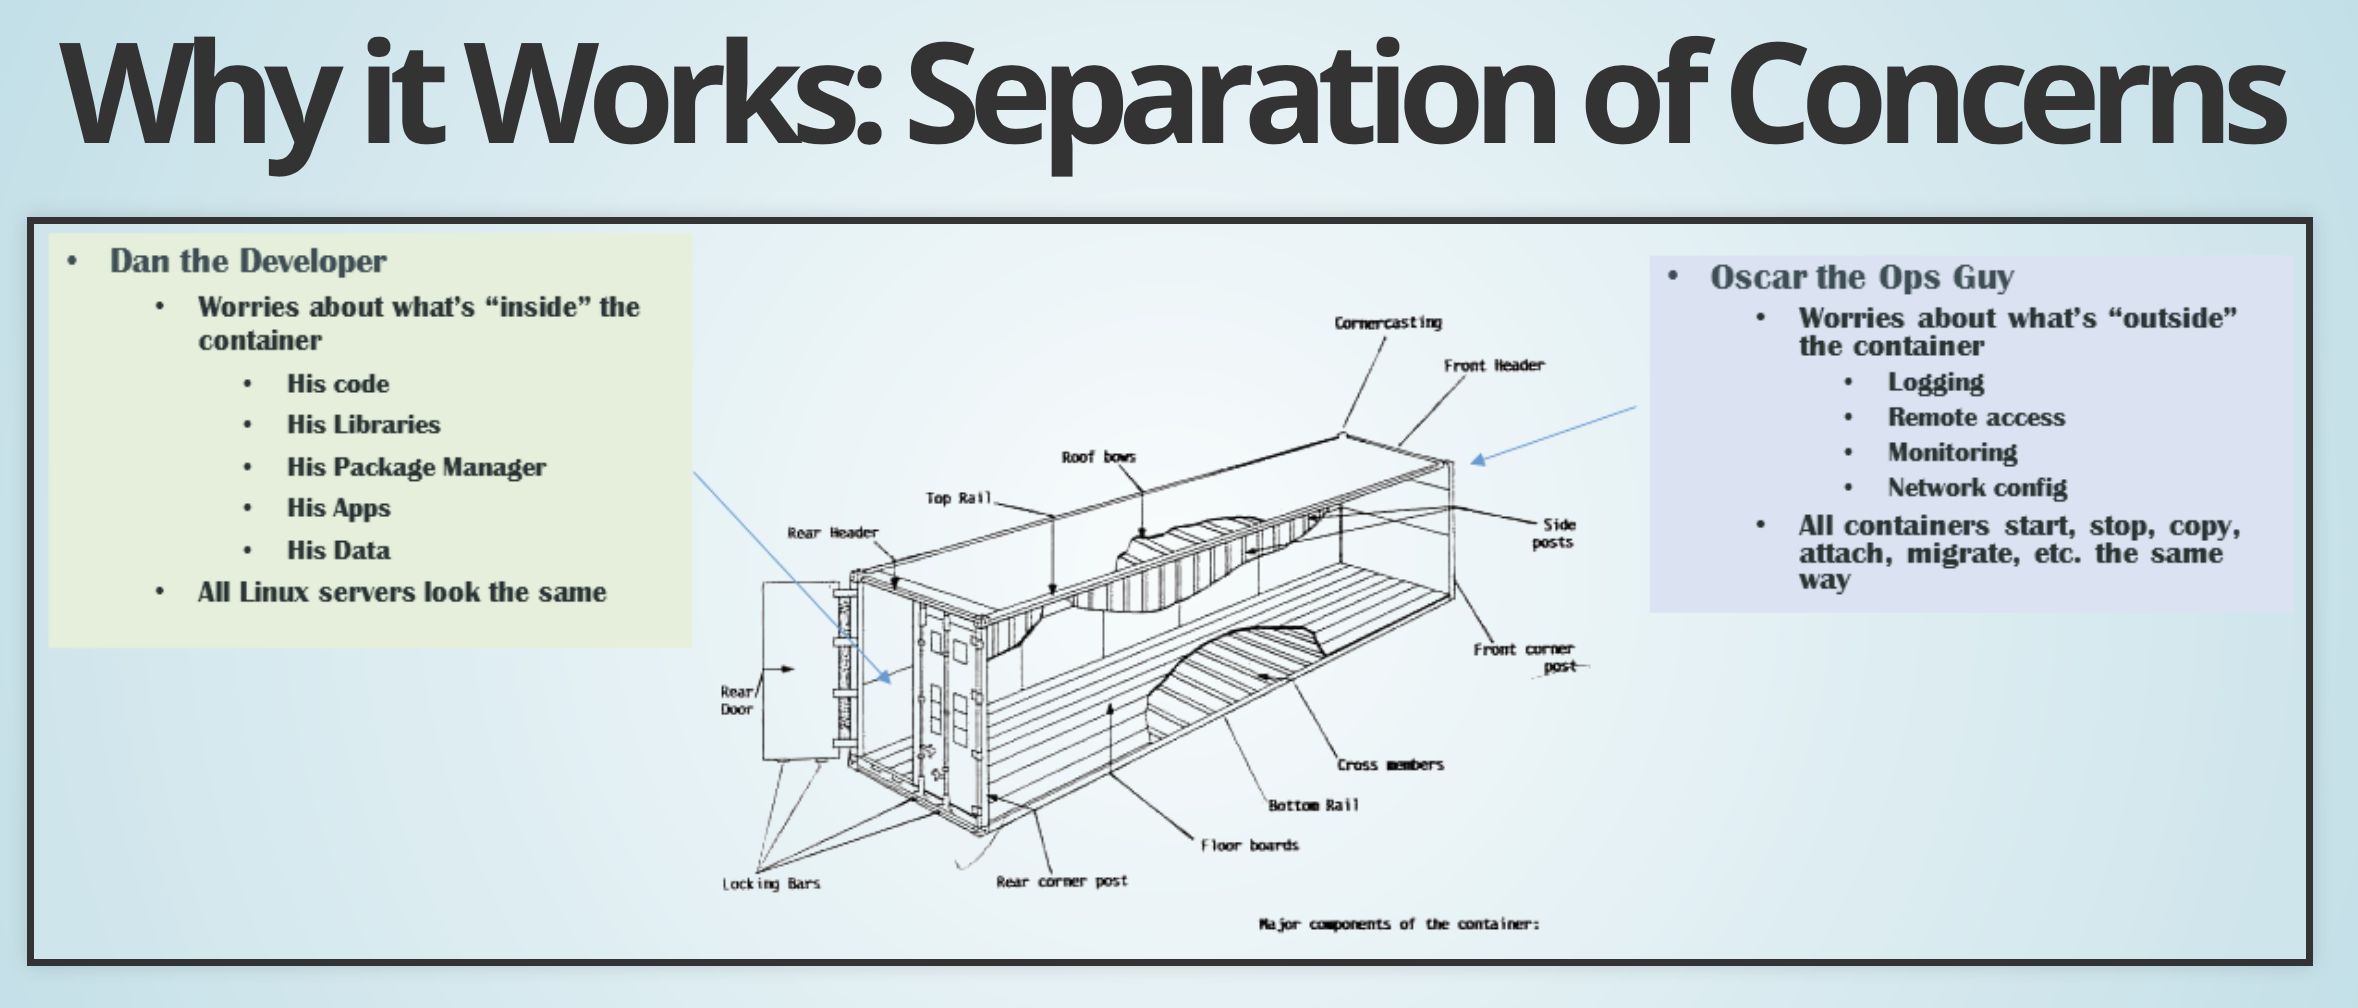 Why it Works: Separation of Concerns
• Dan the Developer
• Worries about what’s “inside” the
container
• His code
• His Libraries
• His Package Manager
• His Apps
• His Data
• All Linux servers look the same
Cornercasting
Front Header
Roof bows
Top Rail
Rear Header
Side
posts
Front corner
post
Rear
Door
Cross members
Bottom Rail
Floor boards
Locking Bars
Rear corner post
Major components of the container:
• Oscar the Ops Guy
• Worries about what’s “outside”
the container
• Logging
• Remote access
• Monitoring
• Network config
• All containers start, stop, copy,
attach, migrate, etc. the same
way